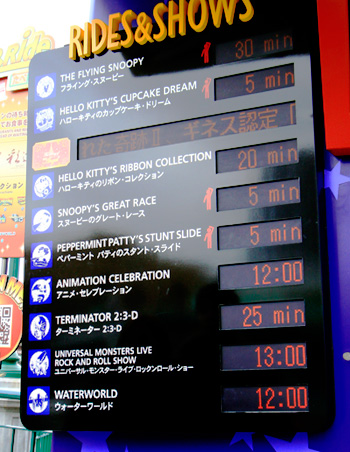 RIDES&SHOWS
THE FLYING SNOOPY
フライング・スヌーピー
30 min
HELLO KITTY'S CUPCAKE DREAM
ハローキティのカップケーキ・ドリーム
5 min
れた奇跡!! ギネス認定!
HELLO KITTY'S RIBBON COLLECTION
ハローキティのリボン・コレクション
20 min
SNOOPY'S GREAT RACE
スヌーピーのグレート・レース
5 min
PEPPERMINT PATTY'S STUNT SLIDE
ペパーミント パティのスタント・スライド
5 min
ANIMATION CELEBRATION
アニメ・セレブレーション
12:00
TERMINATOR 2:3-D
ターミネーター 2:3-D
25 min
UNIVERSAL MONSTERS LIVE
ROCK AND ROLL SHOW
ユニバーサル・モンスター・ライブ・ロックンロール・ショー
13:00
WATERWORLD
ウォーターワールド
12:00